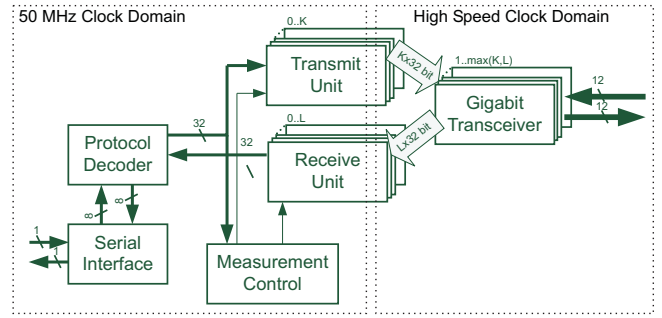 50 MHz Clock Domain
High Speed Clock Domain
0..K
Transmit
Unit
Kx32 bit
1..max(K,L)
Gigabit
Transceiver
12
12
32
0..L
Lx32 bit
Protocol
Decoder
32
Receive
Unit
8
8
1
1
Serial
Interface
Measurement
Control